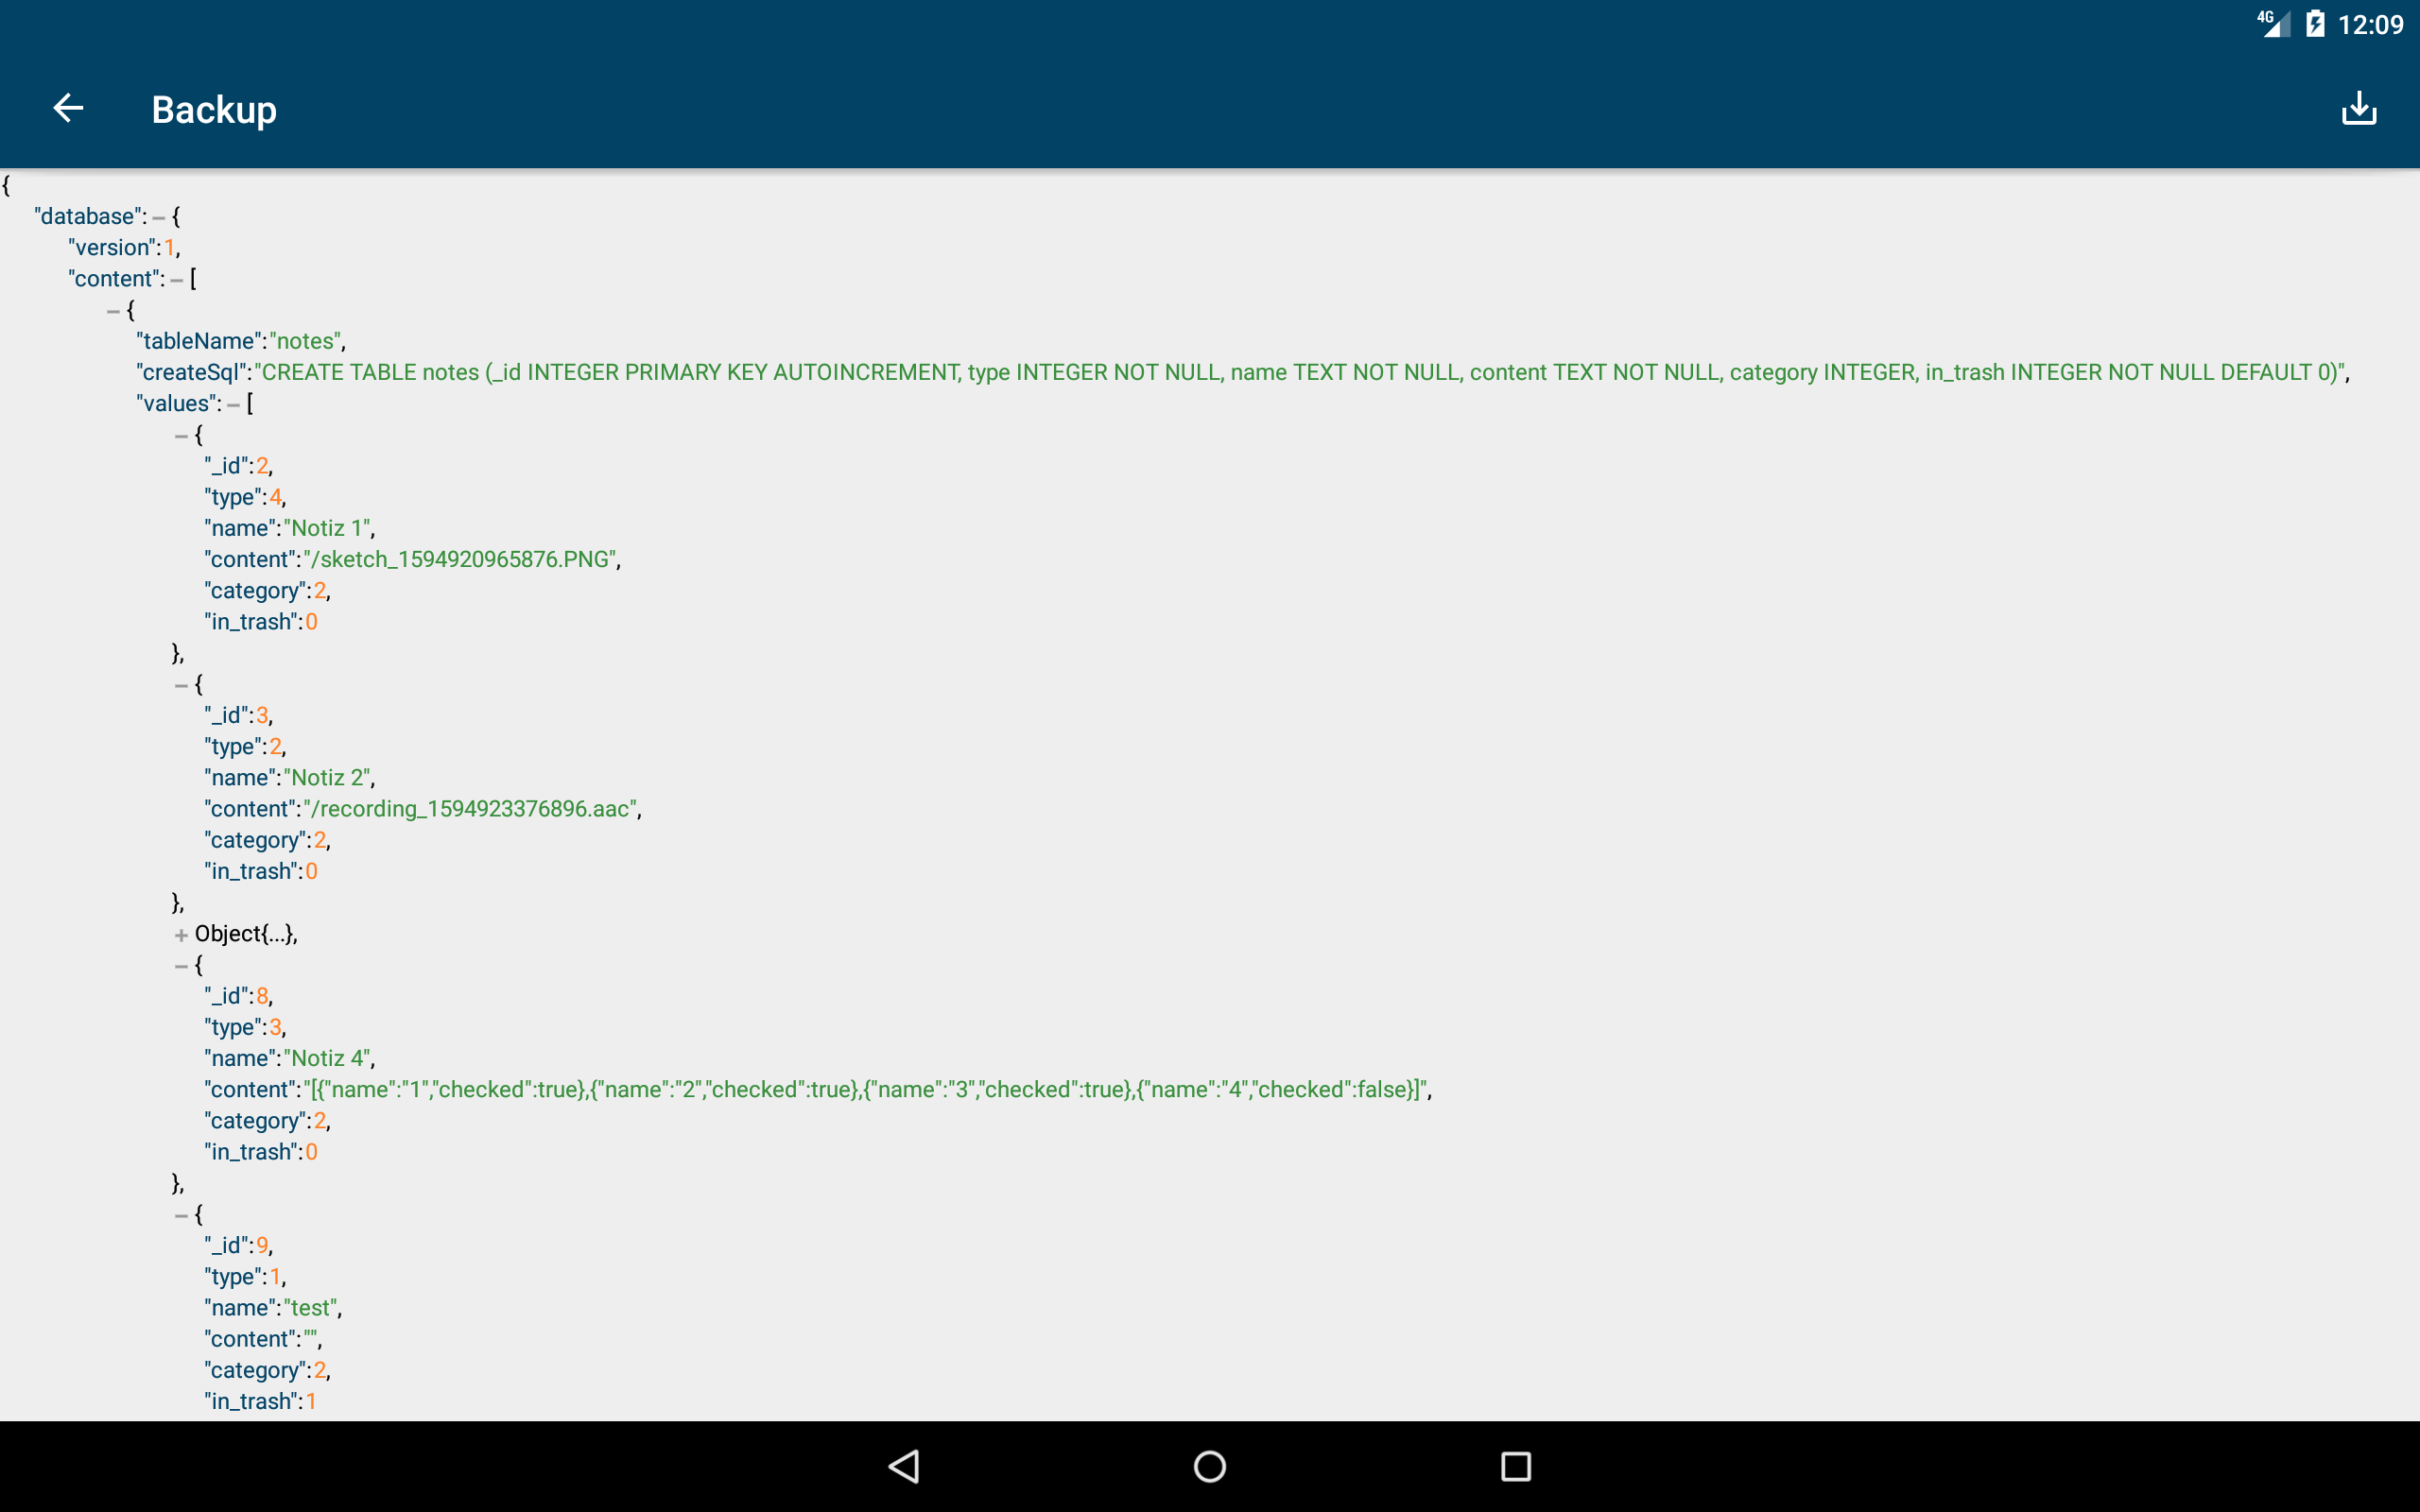 4G 12:09
Backup
{
"database": – {
"version":1,
"content": – [
– {
"tableName":"notes",
"createSql":"CREATE TABLE notes (_id INTEGER PRIMARY KEY AUTOINCREMENT, type INTEGER NOT NULL, name TEXT NOT NULL, content TEXT NOT NULL, category INTEGER, in_trash INTEGER NOT NULL DEFAULT 0)",
"values": – [
– {
"_id":2,
"type":4,
"name":"Notiz 1",
"content":"/sketch_1594920965876.PNG",
"category":2,
"in_trash":0
},
– {
"_id":3,
"type":2,
"name":"Notiz 2",
"content":"/recording_1594923376896.aac",
"category":2,
"in_trash":0
},
+ Object{...},
– {
"_id":8,
"type":3,
"name":"Notiz 4",
"content":"[{"name":"1","checked":true},{"name":"2","checked":true},{"name":"3","checked":true},{"name":"4","checked":false}]",
"category":2,
"in_trash":0
},
– {
"_id":9,
"type":1,
"name":"test",
"content":"",
"category":2,
"in_trash":1